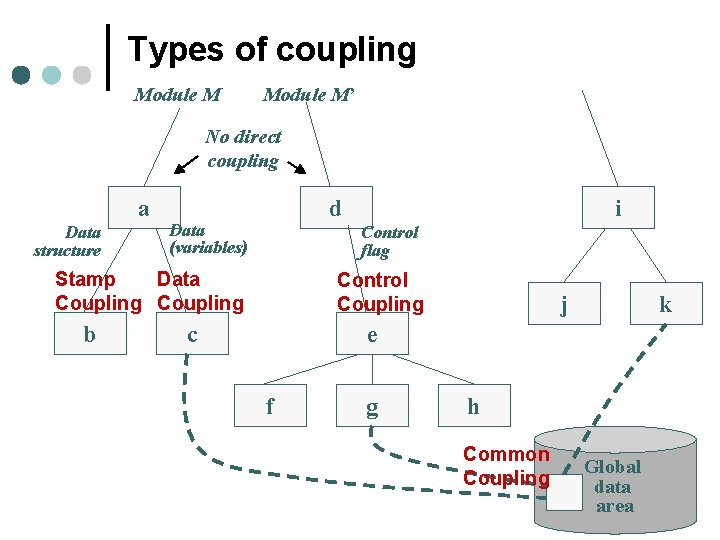 Types of coupling
Module M
Module M’
No direct
coupling
a
d
i
Data
structure
Data
(variables)
Control
flag
Stamp
Coupling
Data
Coupling
Control
Coupling
j
k
b
c
e
f
g
h
Common
Coupling
Global
data
area